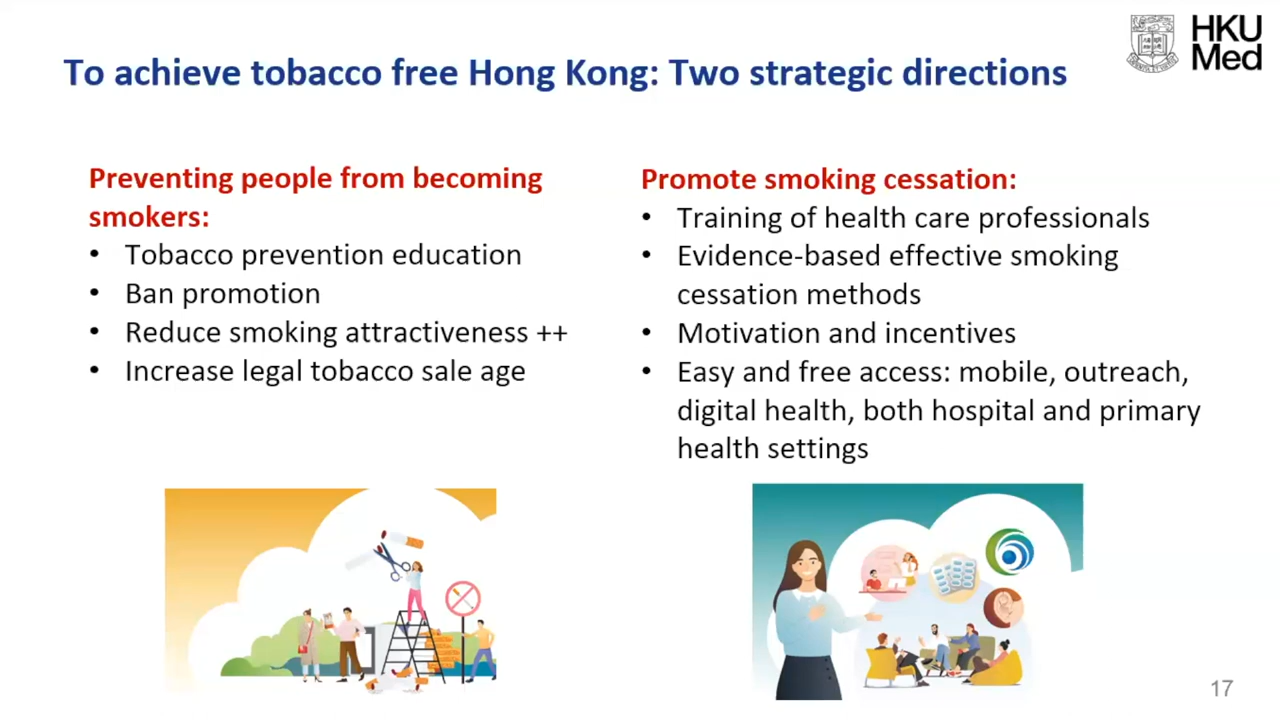 HKU
Med
To achieve tobacco free Hong Kong: Two strategic directions
Preventing people from becoming
smokers:
• Tobacco prevention education
• Ban promotion
• Reduce smoking attractiveness ++
• Increase legal tobacco sale age
Promote smoking cessation:
• Training of health care professionals
• Evidence-based effective smoking
cessation methods
• Motivation and incentives
• Easy and free access: mobile, outreach,
digital health, both hospital and primary
health settings
17